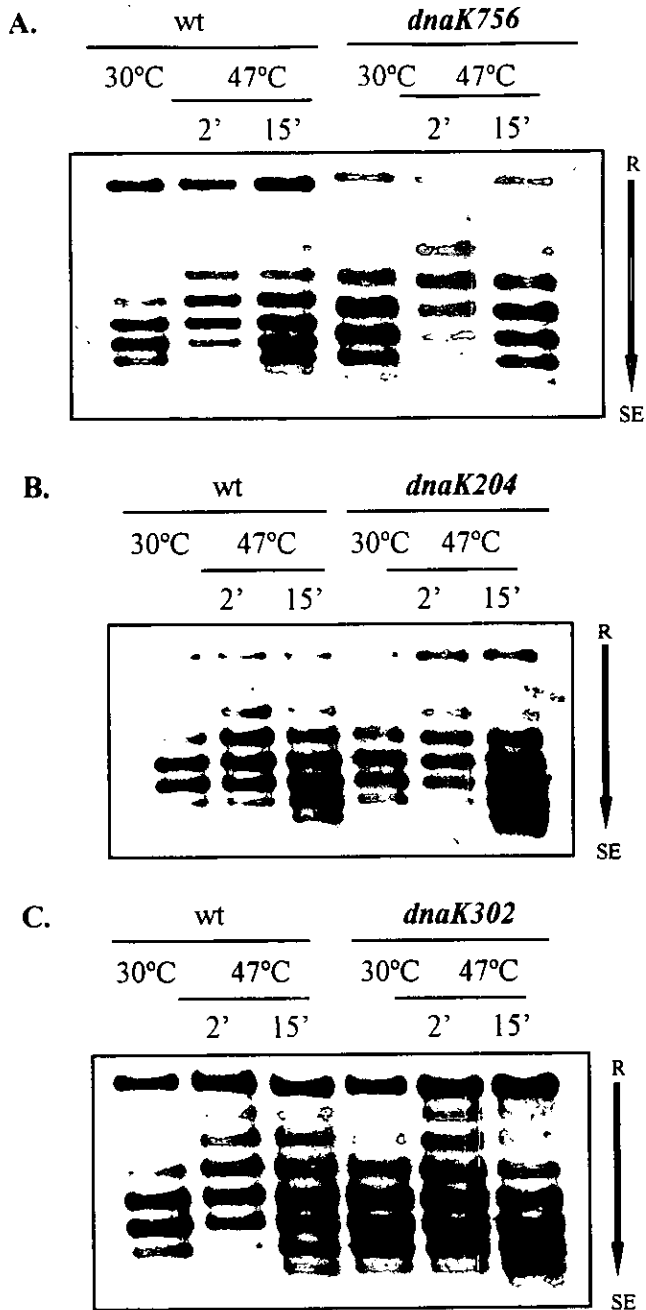 A.
wt dnaK756
30°C 47°C 30°C 47°C
2' 15' 2' 15'
R
SE
B.
wt dnaK204
30°C 47°C 30°C 47°C
2' 15' 2' 15'
R
SE
C.
wt dnaK302
30°C 47°C 30°C 47°C
2' 15' 2' 15'
R
SE